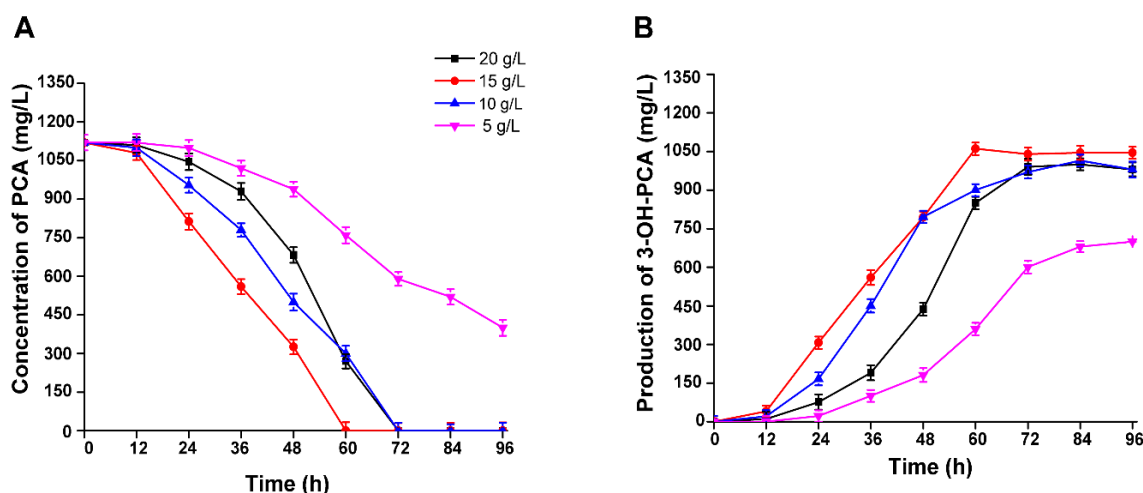 A
20 g/L
15 g/L
10 g/L
5 g/L
Concentration of PCA (mg/L)
1350
1200
1050
900
750
600
450
300
150
0
0 12 24 36 48 60 72 84 96
Time (h)
B
Production of 3-OH-PCA (mg/L)
1350
1200
1050
900
750
600
450
300
150
0
0 12 24 36 48 60 72 84 96
Time (h)